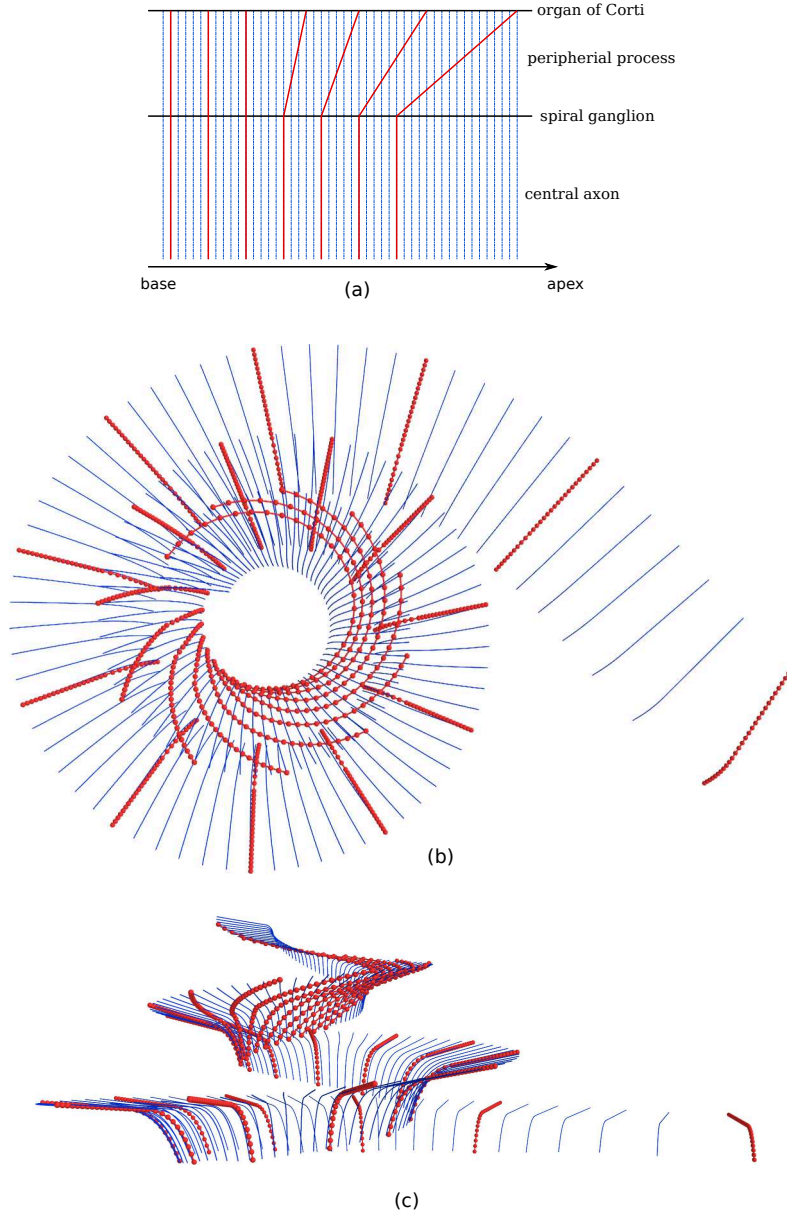 organ of Corti
peripherial process
spiral ganglion
central axon
base
apex
(a)
(b)
(c)